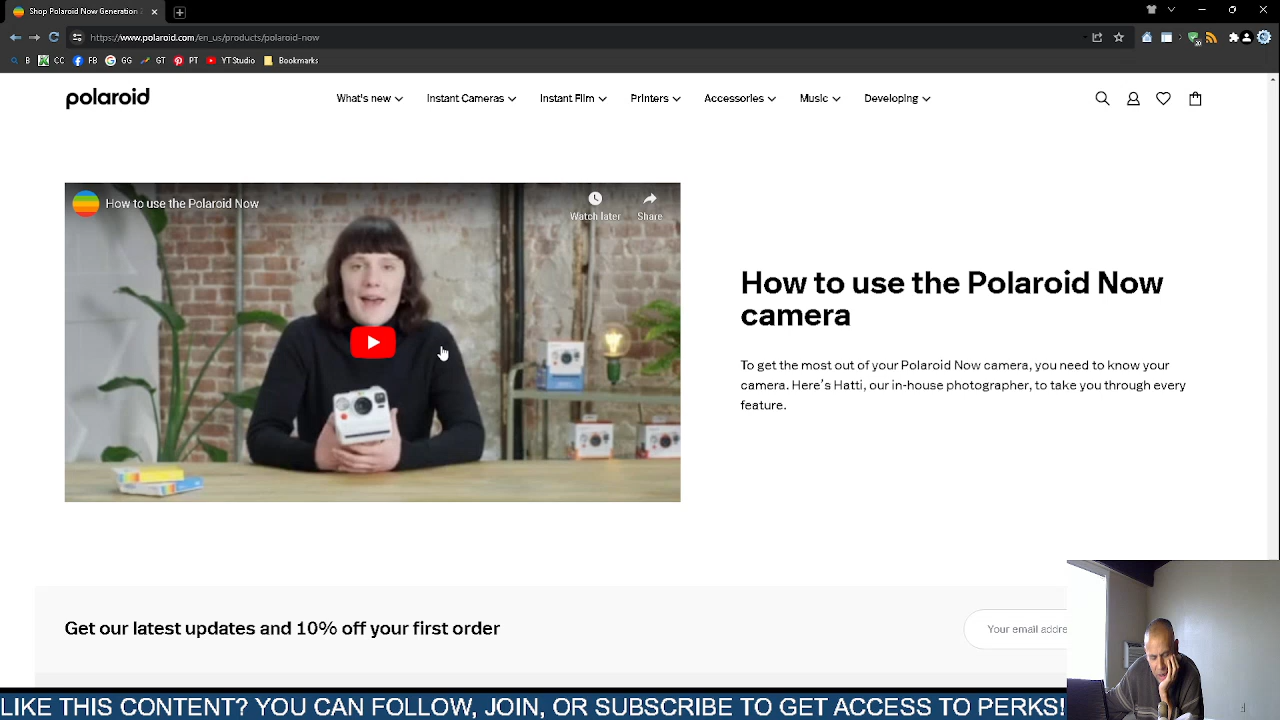 Shop Polaroid Now Generation
https://www.polaroid.com/en_us/products/polaroid-now
B CC FB GG GT PT YTStudio Bookmarks
polaroid
What's new Instant Cameras Instant Film Printers Accessories Music Developing
How to use the Polaroid Now
Watch later Share
How to use the Polaroid Now
camera
To get the most out of your Polaroid Now camera, you need to know your
camera. Here's Hatti, our in-house photographer, to take you through every
feature.
Get our latest updates and 10% off your first order
Your email addre
LIKE THIS CONTENT? YOU CAN FOLLOW, JOIN, OR SUBSCRIBE TO GET ACCESS TO PERKS!